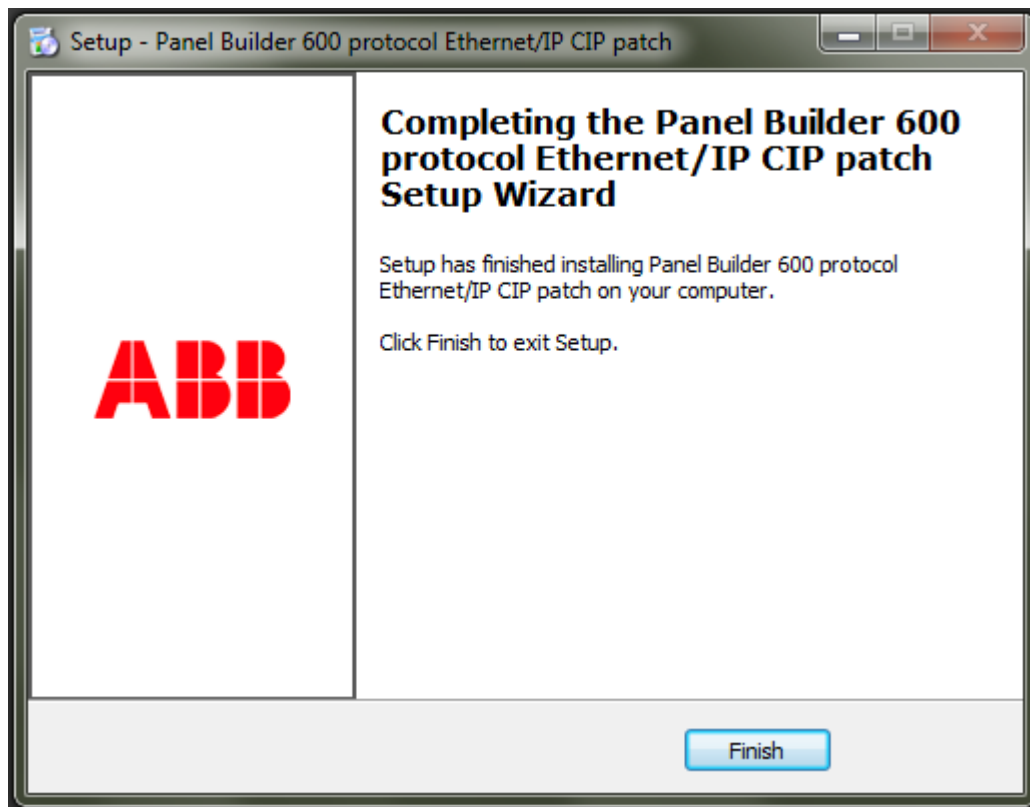 Setup - Panel Builder 600 protocol Ethernet/IP CIP patch
Completing the Panel Builder 600
protocol Ethernet/IP CIP patch
Setup Wizard
Setup has finished installing Panel Builder 600 protocol
Ethernet/IP CIP patch on your computer.
Click Finish to exit Setup.
ABB
Finish